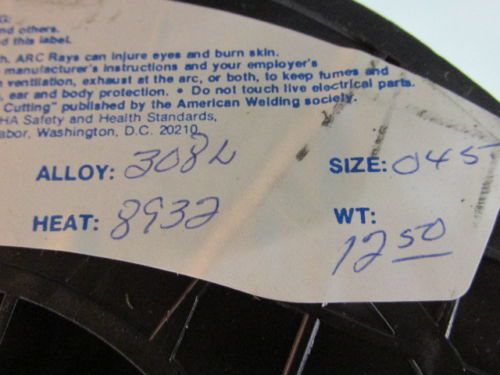 G:
and others.
d this label.
h. ARC Rays can injure eyes and burn skin.
manufacturer's instructions and your employer's
ventilation, exhaust at the arc, or both, to keep fumes and
, ear and body protection. • Do not touch live electrical parts.
Cutting" published by the American Welding society.
HA Safety and Health Standards,
abor, Washington, D.C. 20210
ALLOY: 308L SIZE: 045
HEAT: 8932 WT: 12 50